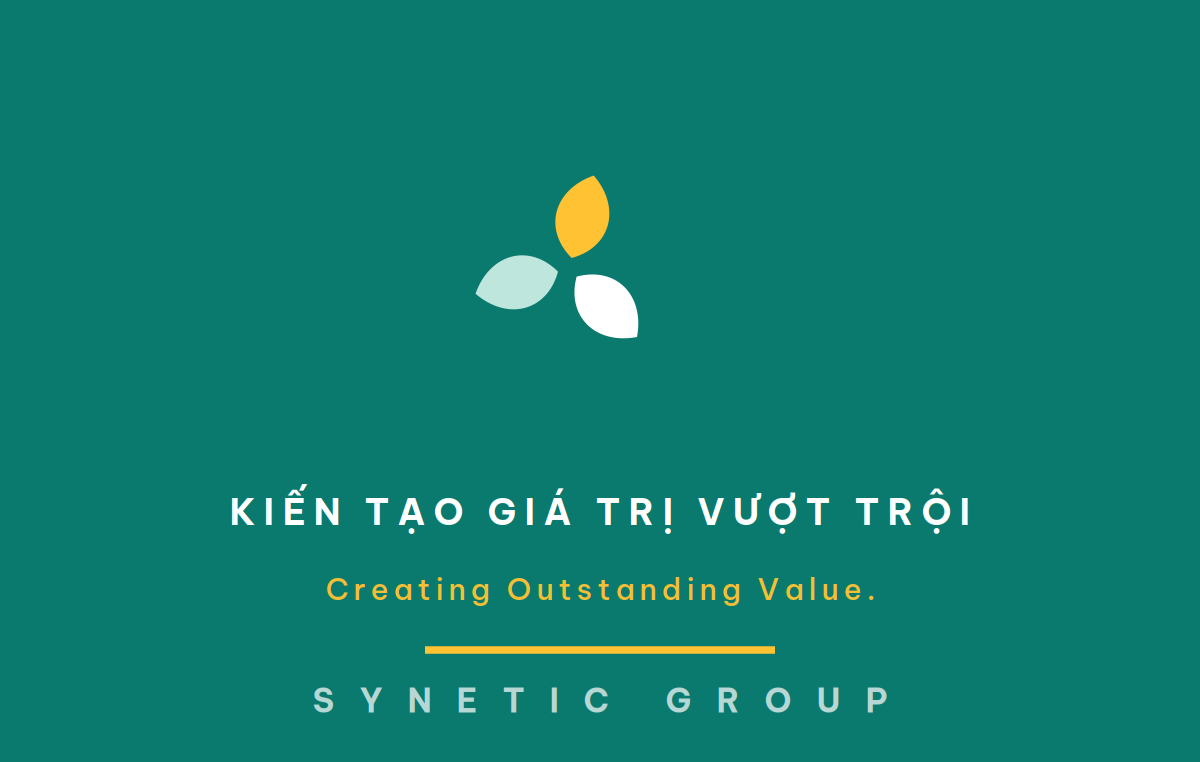 KIẾN TẠO GIÁ TRỊ VƯỢT TRỘI
Creating Outstanding Value.
SYNETIC GROUP